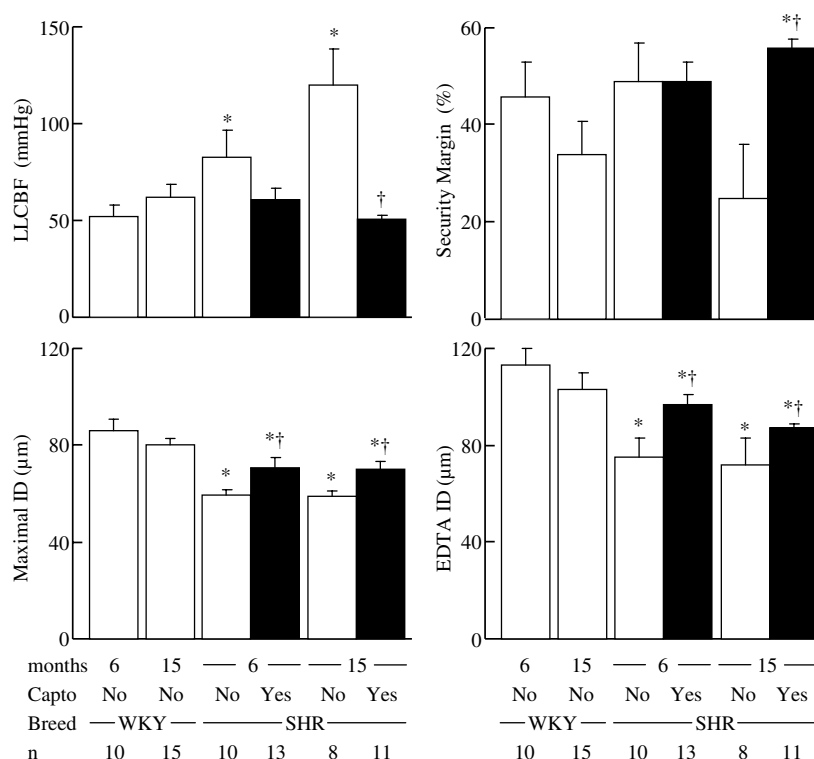 150
100
50
0
LLCBF (mmHg)
*
*
†
60
40
20
0
Security Margin (%)
*†
120
80
40
0
Maximal ID (µm)
*
*†
*
*†
120
80
40
0
EDTA ID (µm)
*
*†
*
*†
months 6 15 6 15
Capto No No No Yes No Yes
Breed WKY SHR
n 10 15 10 13 8 11
6 15 6 15
No No No Yes No Yes
WKY SHR
10 15 10 13 8 11